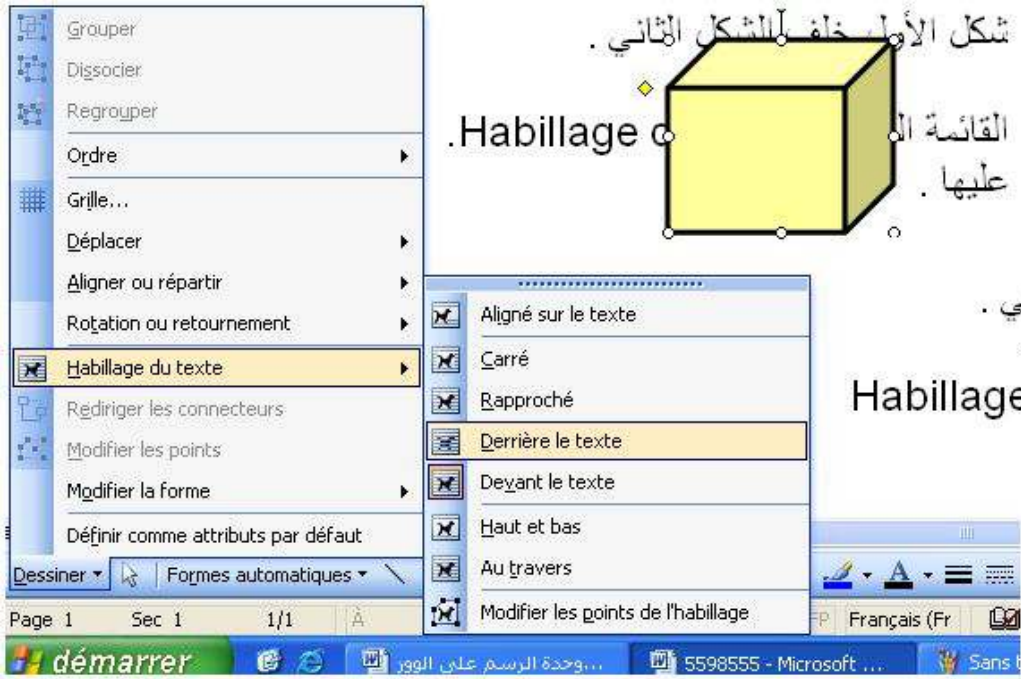 Grouper
Dissocier
Regrouper
Ordre
Grille...
Déplacer
Aligner ou répartir
Rotation ou retournement
Habillage du texte
Rediriger les connecteurs
Modifier les points
Modifier la forme
Définir comme attributs par défaut
شكل الأول خلف للشكل الثاني .
القائمة ال Habillage d.
عليها .
ي .
Habillage
Aligné sur le texte
Carré
Rapproché
Derrière le texte
Devant le texte
Haut et bas
Au travers
Modifier les points de l'habillage
Dessiner Formes automatiques A
Page 1 Sec 1 1/1 À FP Français (Fr
démarrer وحدة الرسم على الوور... 5598555 - Microsoft ... Sans t